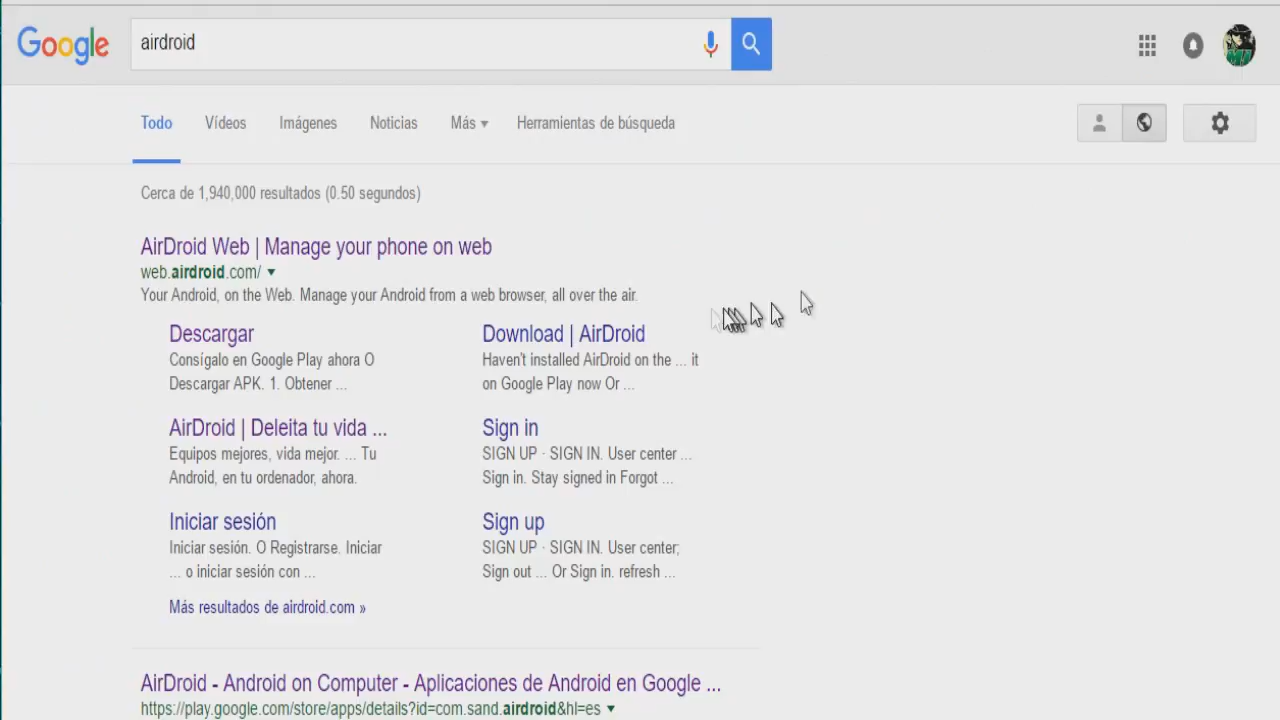 Google
airdroid
Todo
Vídeos
Imágenes
Noticias
Más
Herramientas de búsqueda
Cerca de 1,940,000 resultados (0.50 segundos)
AirDroid Web | Manage your phone on web
web.airdroid.com/
Your Android, on the Web. Manage your Android from a web browser, all over the air.
Descargar
Consígalo en Google Play ahora O
Descargar APK. 1. Obtener ...
Download | AirDroid
Haven't installed AirDroid on the ... it
on Google Play now Or ...
AirDroid | Deleita tu vida ...
Equipos mejores, vida mejor. ... Tu
Android, en tu ordenador, ahora.
Sign in
SIGN UP · SIGN IN. User center ...
Sign in. Stay signed in Forgot ...
Iniciar sesión
Iniciar sesión. O Registrarse. Iniciar
... o iniciar sesión con ...
Sign up
SIGN UP · SIGN IN. User center;
Sign out ... Or Sign in. refresh ...
Más resultados de airdroid.com »
AirDroid - Android on Computer - Aplicaciones de Android en Google ...
https://play.google.com/store/apps/details?id=com.sand.airdroid&hl=es